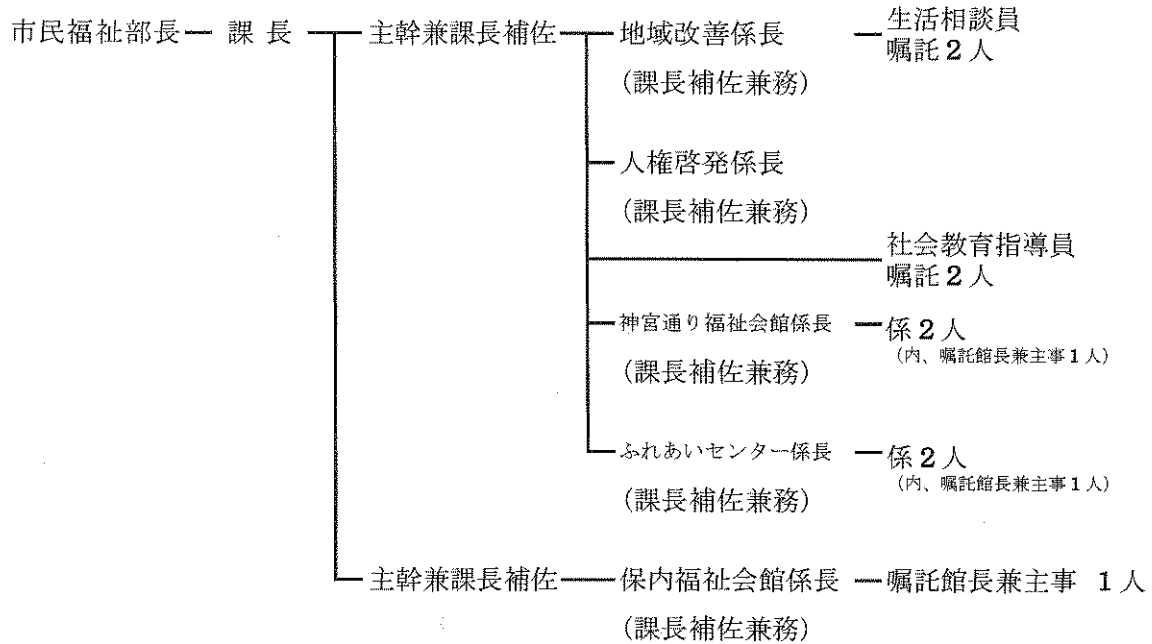 市民福祉部長 課 長 主幹兼課長補佐 地域改善係長 生活相談員
嘱託2人
(課長補佐兼務)
人権啓発係長
(課長補佐兼務)
社会教育指導員
嘱託2人
神宮通り福祉会館係長 係2人
(内、嘱託館長兼主事1人)
(課長補佐兼務)
ふれあいセンター係長 係2人
(内、嘱託館長兼主事1人)
(課長補佐兼務)
主幹兼課長補佐 保内福祉会館係長 嘱託館長兼主事 1人
(課長補佐兼務)